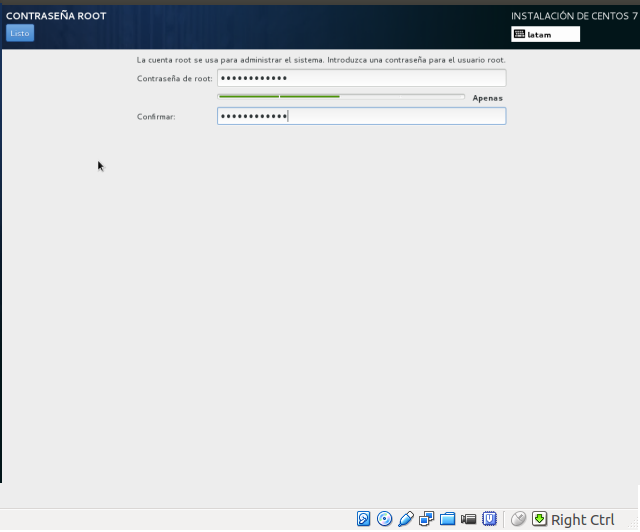 CONTRASEÑA ROOT
INSTALACIÓN DE CENTOS 7
Listo
latam
La cuenta root se usa para administrar el sistema. Introduzca una contraseña para el usuario root.
Contraseña de root: ••••••••••••
Apenas
Confirmar: ••••••••••••
Right Ctrl